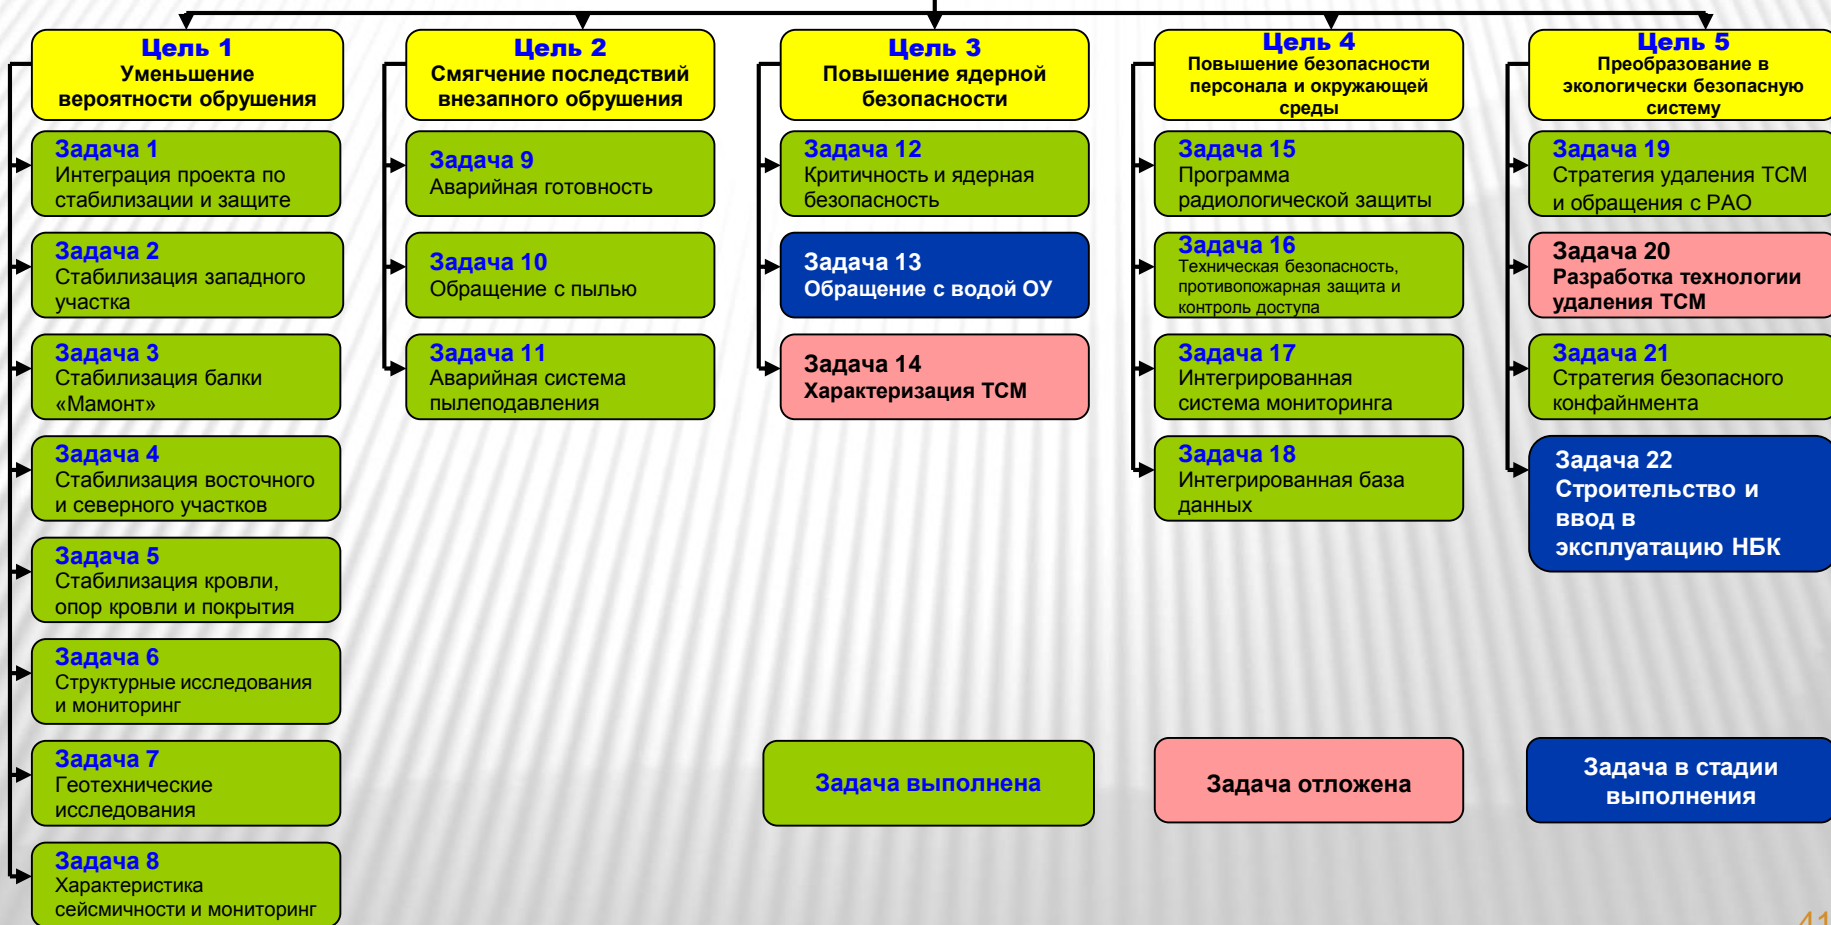 Цель 1
Уменьшение
вероятности обрушения
Задача 1
Интеграция проекта по
стабилизации и защите
Задача 2
Стабилизация западного
участка
Задача 3
Стабилизация балки
«Мамонт»
Задача 4
Стабилизация восточного
и северного участков
Задача 5
Стабилизация кровли,
опор кровли и покрытия
Задача 6
Структурные исследования
и мониторинг
Задача 7
Геотехнические
исследования
Задача 8
Характеристика
сейсмичности и мониторинг
Цель 2
Смягчение последствий
внезапного обрушения
Задача 9
Аварийная готовность
Задача 10
Обращение с пылью
Задача 11
Аварийная система
пылеподавления
Цель 3
Повышение ядерной
безопасности
Задача 12
Критичность и ядерная
безопасность
Задача 13
Обращение с водой ОУ
Задача 14
Характеризация ТСМ
Цель 4
Повышение безопасности
персонала и окружающей
среды
Задача 15
Программа
радиологической защиты
Задача 16
Техническая безопасность,
противопожарная защита и
контроль доступа
Задача 17
Интегрированная
система мониторинга
Задача 18
Интегрированная база
данных
Цель 5
Преобразование в
экологически безопасную
систему
Задача 19
Стратегия удаления ТСМ
и обращения с РАО
Задача 20
Разработка технологии
удаления ТСМ
Задача 21
Стратегия безопасного
конфайнмента
Задача 22
Строительство и
ввод в
эксплуатацию НБК
Задача выполнена
Задача отложена
Задача в стадии
выполнения
41